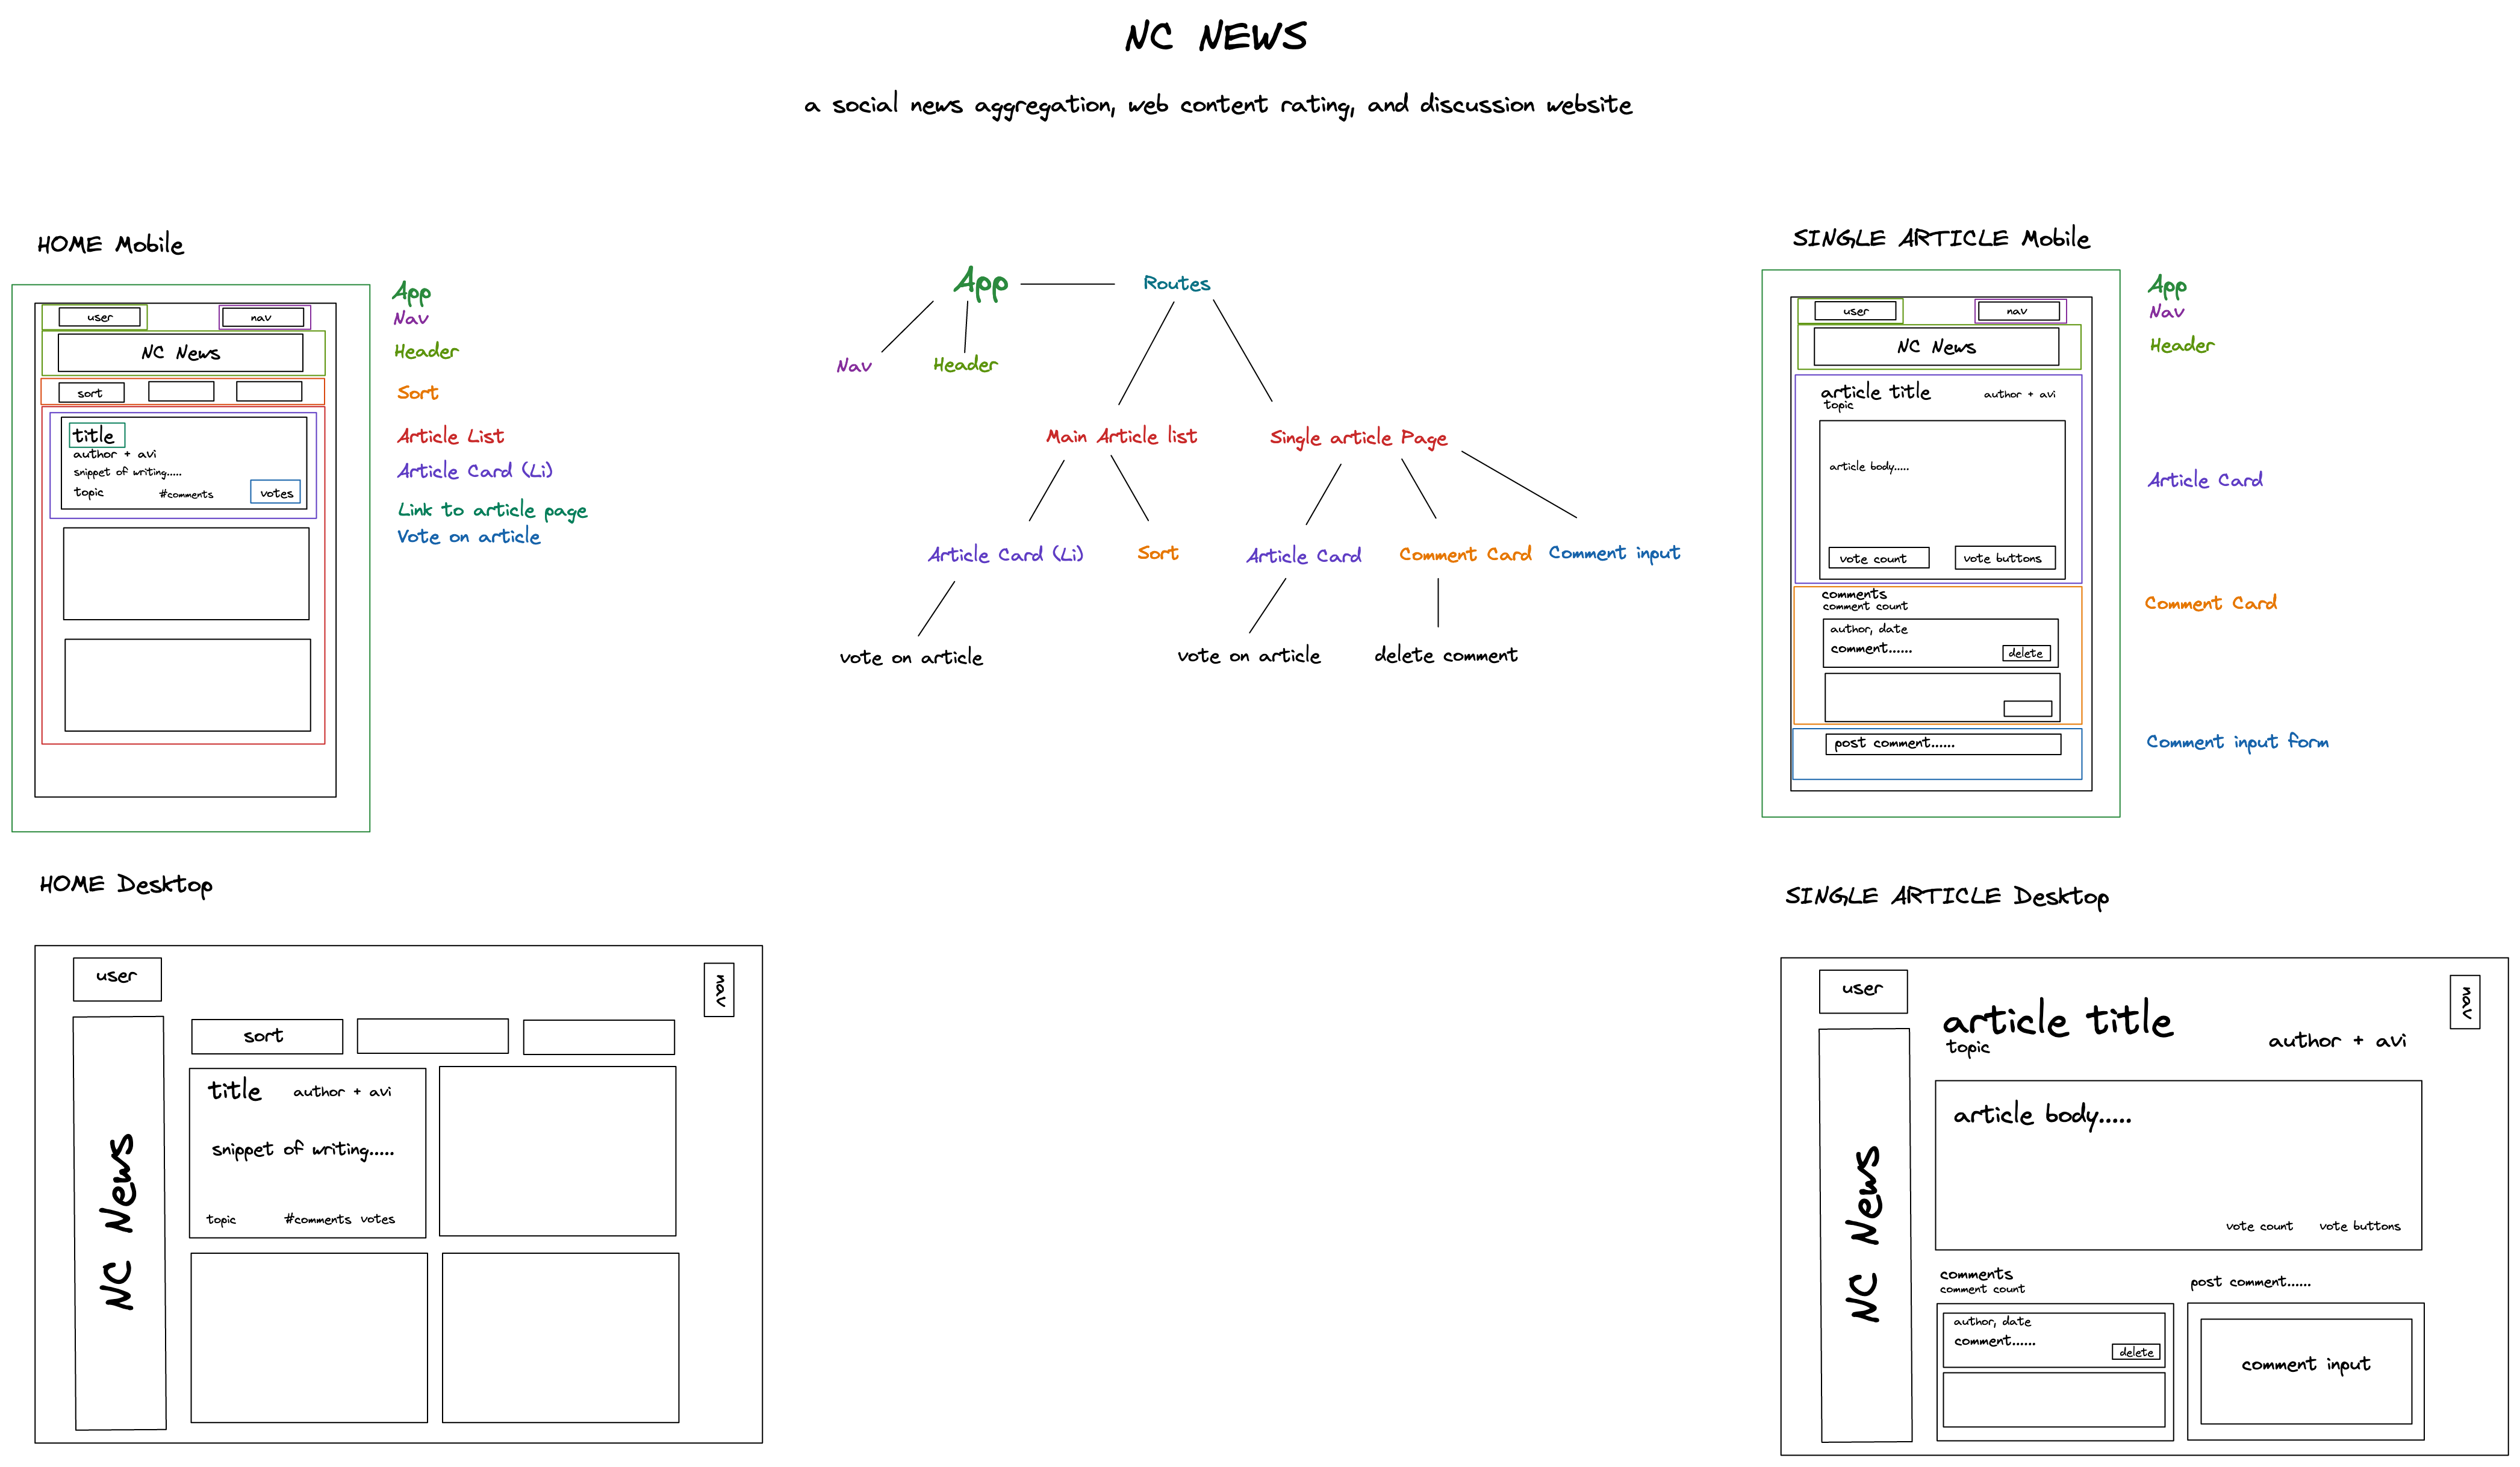 NC NEWS
a social news aggregation, web content rating, and discussion website
HOME Mobile
user
nav
NC News
sort
title
author + avi
snippet of writing.....
topic
#comments
votes
App
Nav
Header
Sort
Article List
Article Card (Li)
Link to article page
Vote on article
App
Routes
Nav
Header
Main Article list
Single article Page
Article Card (Li)
Sort
Article Card
Comment Card
Comment input
vote on article
vote on article
delete comment
SINGLE ARTICLE Mobile
user
nav
NC News
article title
author + avi
topic
article body.....
vote count
vote buttons
comments
comment count
author, date
comment......
delete
post comment......
App
Nav
Header
Article Card
Comment Card
Comment input form
HOME Desktop
user
nav
NC News
sort
title
author + avi
snippet of writing.....
topic
#comments
votes
SINGLE ARTICLE Desktop
user
nav
NC News
article title
topic
author + avi
article body.....
vote count
vote buttons
comments
comment count
author, date
comment......
delete
post comment......
comment input